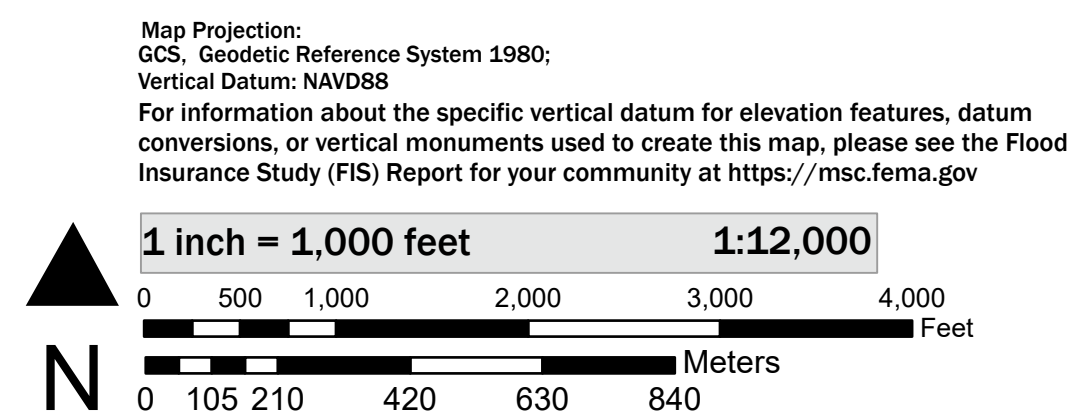 Map Projection:
GCS, Geodetic Reference System 1980;
Vertical Datum: NAVD88
For information about the specific vertical datum for elevation features, datum
conversions, or vertical monuments used to create this map, please see the Flood
Insurance Study (FIS) Report for your community at https://msc.fema.gov
1 inch = 1,000 feet 1:12,000
0 500 1,000 2,000 3,000 4,000
Feet
Meters
N
0 105 210 420 630 840